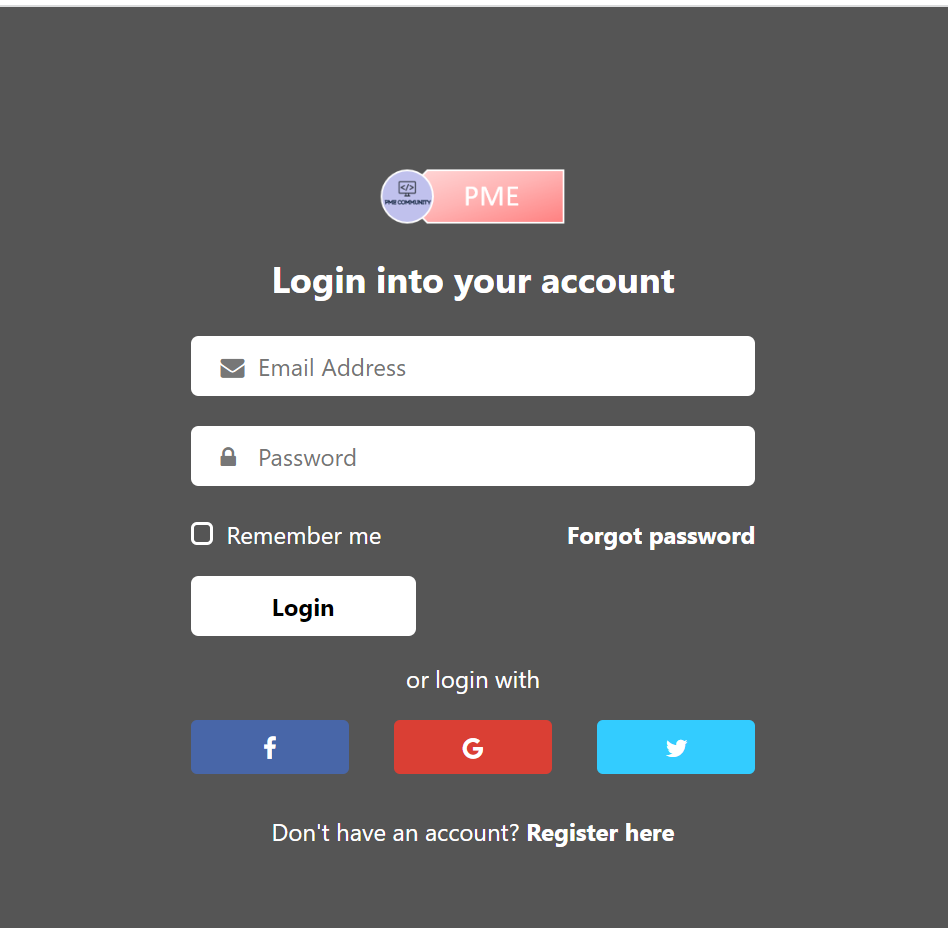 </>
PME COMMUNITY
PME
Login into your account
Email Address
Password
Remember me
Forgot password
Login
or login with
f
G
Don't have an account? Register here